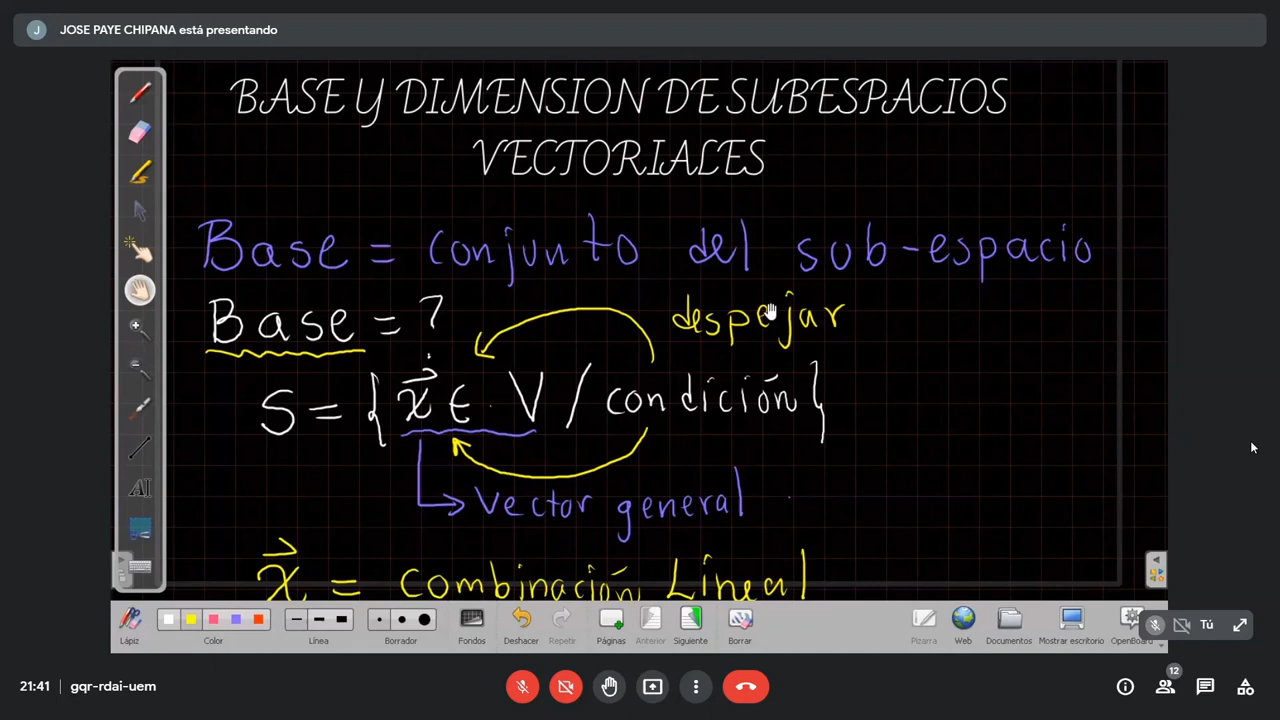 J JOSE PAYE CHIPANA está presentando
BASE Y DIMENSION DE SUBESPACIOS
VECTORIALES
Base = conjunto del sub-espacio
Base = ?
despejar
S = { x⃗ ∈ V / condición }
Vector general
x⃗ = Combinación Lineal
Lápiz Color Línea Borrador Fondos Deshacer Repetir Páginas Anterior Siguiente Borrar Pizarra Web Documentos Mostrar escritorio OpenBoard
Tú
21:41 | gqr-rdai-uem
12